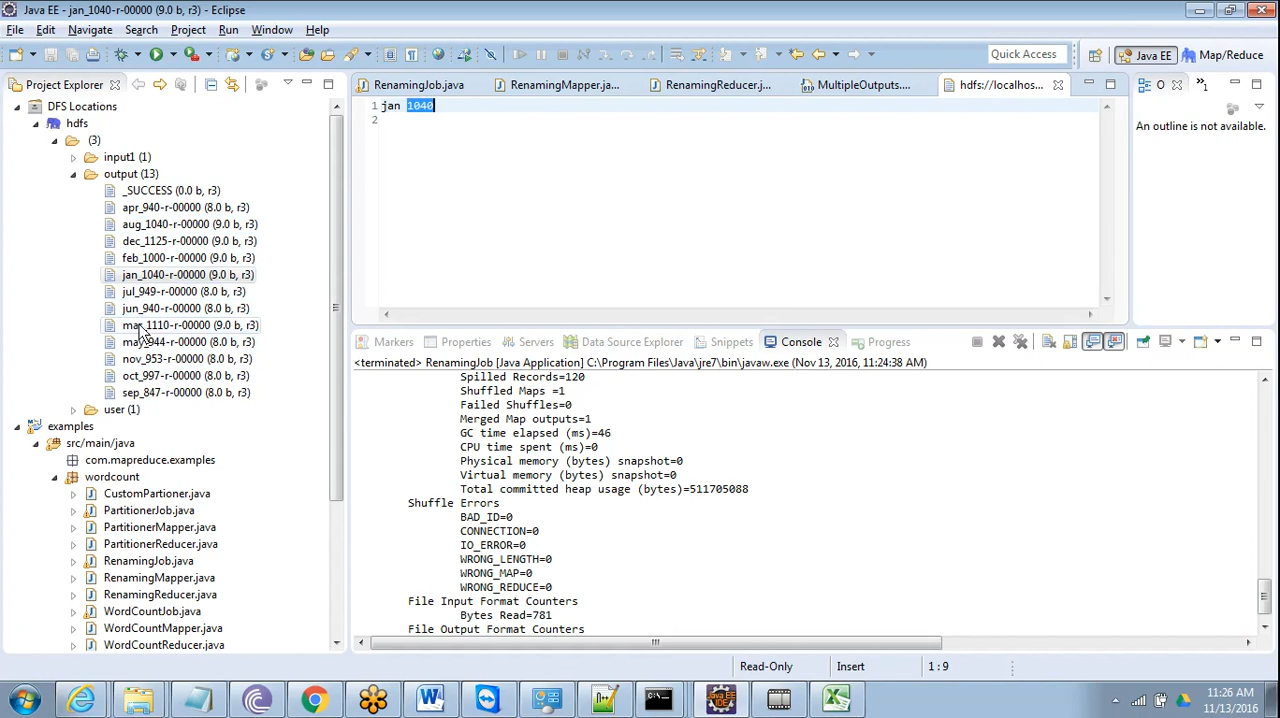 Java EE - jan_1040-r-00000 (9.0 b, r3) - Eclipse
File Edit Navigate Search Project Run Window Help
Quick Access
Java EE
Map/Reduce
Project Explorer
RenamingJob.java
RenamingMapper.ja...
RenamingReducer.j...
MultipleOutputs....
hdfs://localhos...
O
»1
DFS Locations
hdfs
(3)
input1 (1)
output (13)
_SUCCESS (0.0 b, r3)
apr_940-r-00000 (8.0 b, r3)
aug_1040-r-00000 (9.0 b, r3)
dec_1125-r-00000 (9.0 b, r3)
feb_1000-r-00000 (9.0 b, r3)
jan_1040-r-00000 (9.0 b, r3)
jul_949-r-00000 (8.0 b, r3)
jun_940-r-00000 (8.0 b, r3)
mar_1110-r-00000 (9.0 b, r3)
may_944-r-00000 (8.0 b, r3)
nov_953-r-00000 (8.0 b, r3)
oct_997-r-00000 (8.0 b, r3)
sep_847-r-00000 (8.0 b, r3)
user (1)
examples
src/main/java
com.mapreduce.examples
wordcount
CustomPartioner.java
PartitionerJob.java
PartitionerMapper.java
PartitionerReducer.java
RenamingJob.java
RenamingMapper.java
RenamingReducer.java
WordCountJob.java
WordCountMapper.java
WordCountReducer.java
1 jan 1040
2
An outline is not available.
Markers Properties Servers Data Source Explorer Snippets Console Progress
<terminated> RenamingJob [Java Application] C:\Program Files\Java\jre7\bin\javaw.exe (Nov 13, 2016, 11:24:38 AM)
Spilled Records=120
Shuffled Maps =1
Failed Shuffles=0
Merged Map outputs=1
GC time elapsed (ms)=46
CPU time spent (ms)=0
Physical memory (bytes) snapshot=0
Virtual memory (bytes) snapshot=0
Total committed heap usage (bytes)=511705088
Shuffle Errors
BAD_ID=0
CONNECTION=0
IO_ERROR=0
WRONG_LENGTH=0
WRONG_MAP=0
WRONG_REDUCE=0
File Input Format Counters
Bytes Read=781
File Output Format Counters
Read-Only
Insert
1 : 9
11:26 AM
11/13/2016